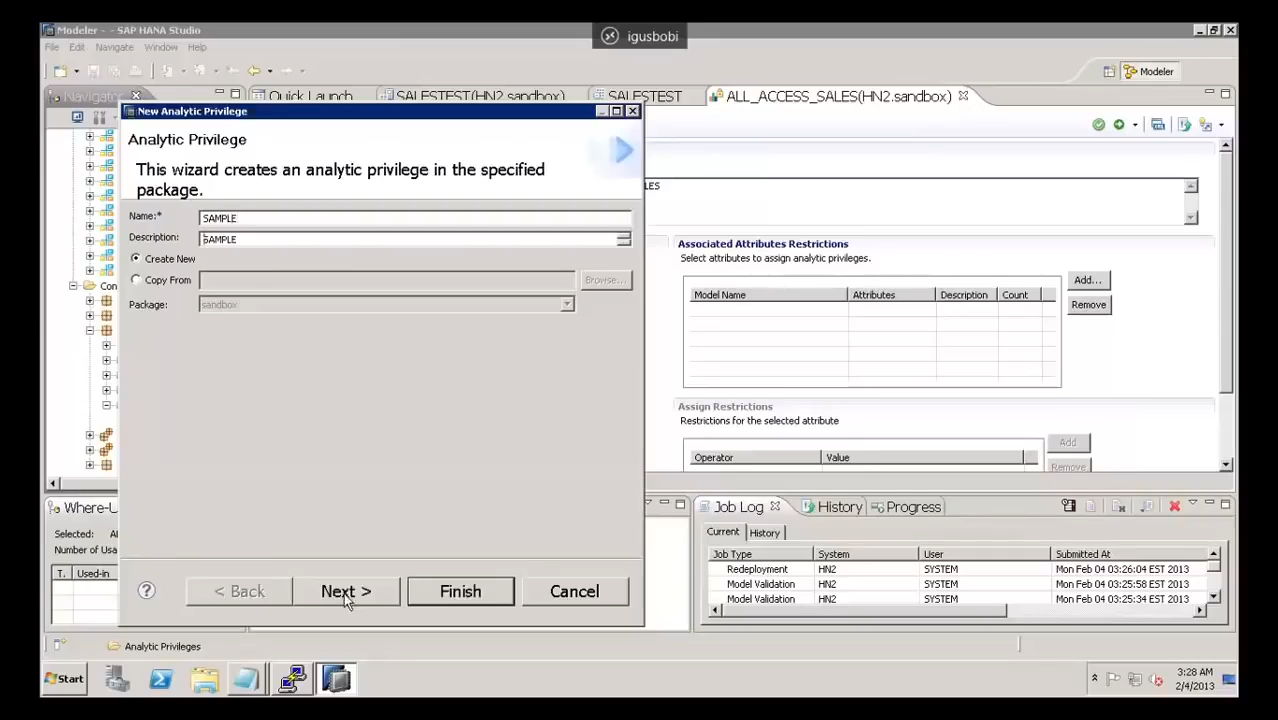 Modeler - - SAP HANA Studio
igusbobi
File Edit Navigate Window Help
Modeler
Navigator
Quick Launch
SALESTEST(HN2.sandbox)
SALESTEST
ALL_ACCESS_SALES(HN2.sandbox)
New Analytic Privilege
Analytic Privilege
This wizard creates an analytic privilege in the specified
package.
Name:* SAMPLE
Description: SAMPLE
Create New
Copy From Browse...
Package: sandbox
Con
LES
Associated Attributes Restrictions
Select attributes to assign analytic privileges.
Model Name Attributes Description Count
Add...
Remove
Assign Restrictions
Restrictions for the selected attribute
Operator Value
Add
Remove
? < Back Next > Finish Cancel
Where-U
Selected: Al
Number of Usa
T. Used-in
Job Log History Progress
Current History
Job Type System User Submitted At
Redeployment HN2 SYSTEM Mon Feb 04 03:26:04 EST 2013
Model Validation HN2 SYSTEM Mon Feb 04 03:25:58 EST 2013
Model Validation HN2 SYSTEM Mon Feb 04 03:25:34 EST 2013
Analytic Privileges
Start
3:28 AM
2/4/2013